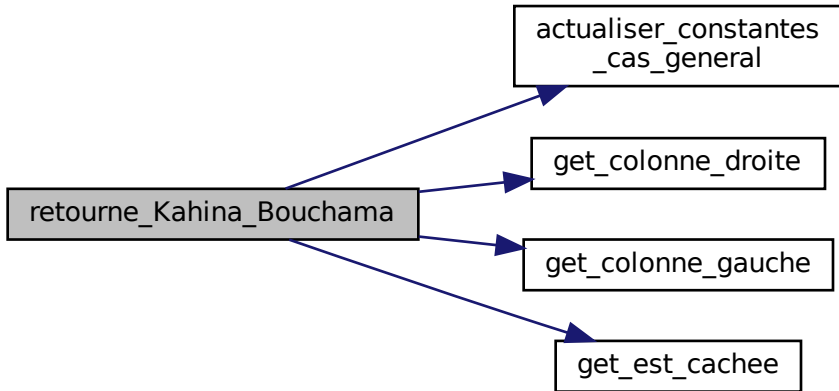 actualiser_constantes
_cas_general
get_colonne_droite
retourne_Kahina_Bouchama
get_colonne_gauche
get_est_cachee